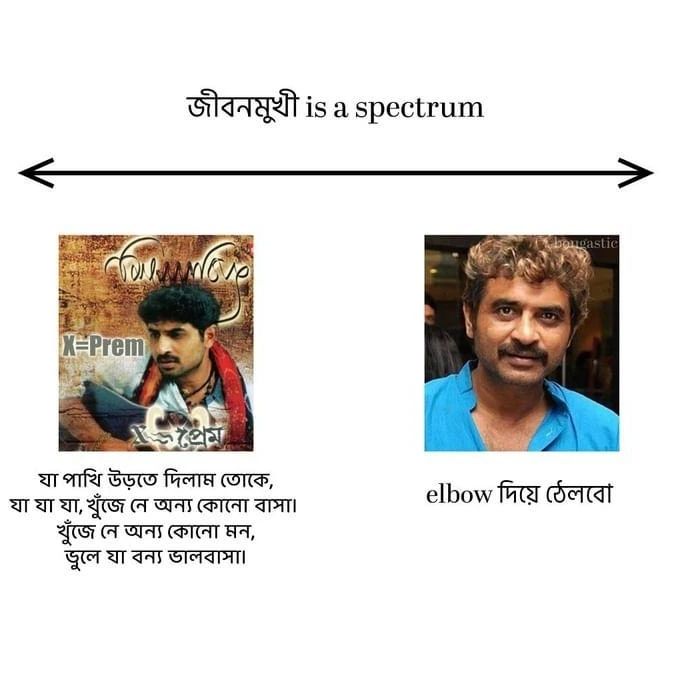 জীবনমুখী is a spectrum
bongastic
X=Prem
X=প্রেম
যা পাখি উড়তে দিলাম তোকে,
যা যা যা, খুঁজে নে অন্য কোনো বাসা।
খুঁজে নে অন্য কোনো মন,
ভুলে যা বন্য ভালবাসা।
elbow দিয়ে ঠেলবো